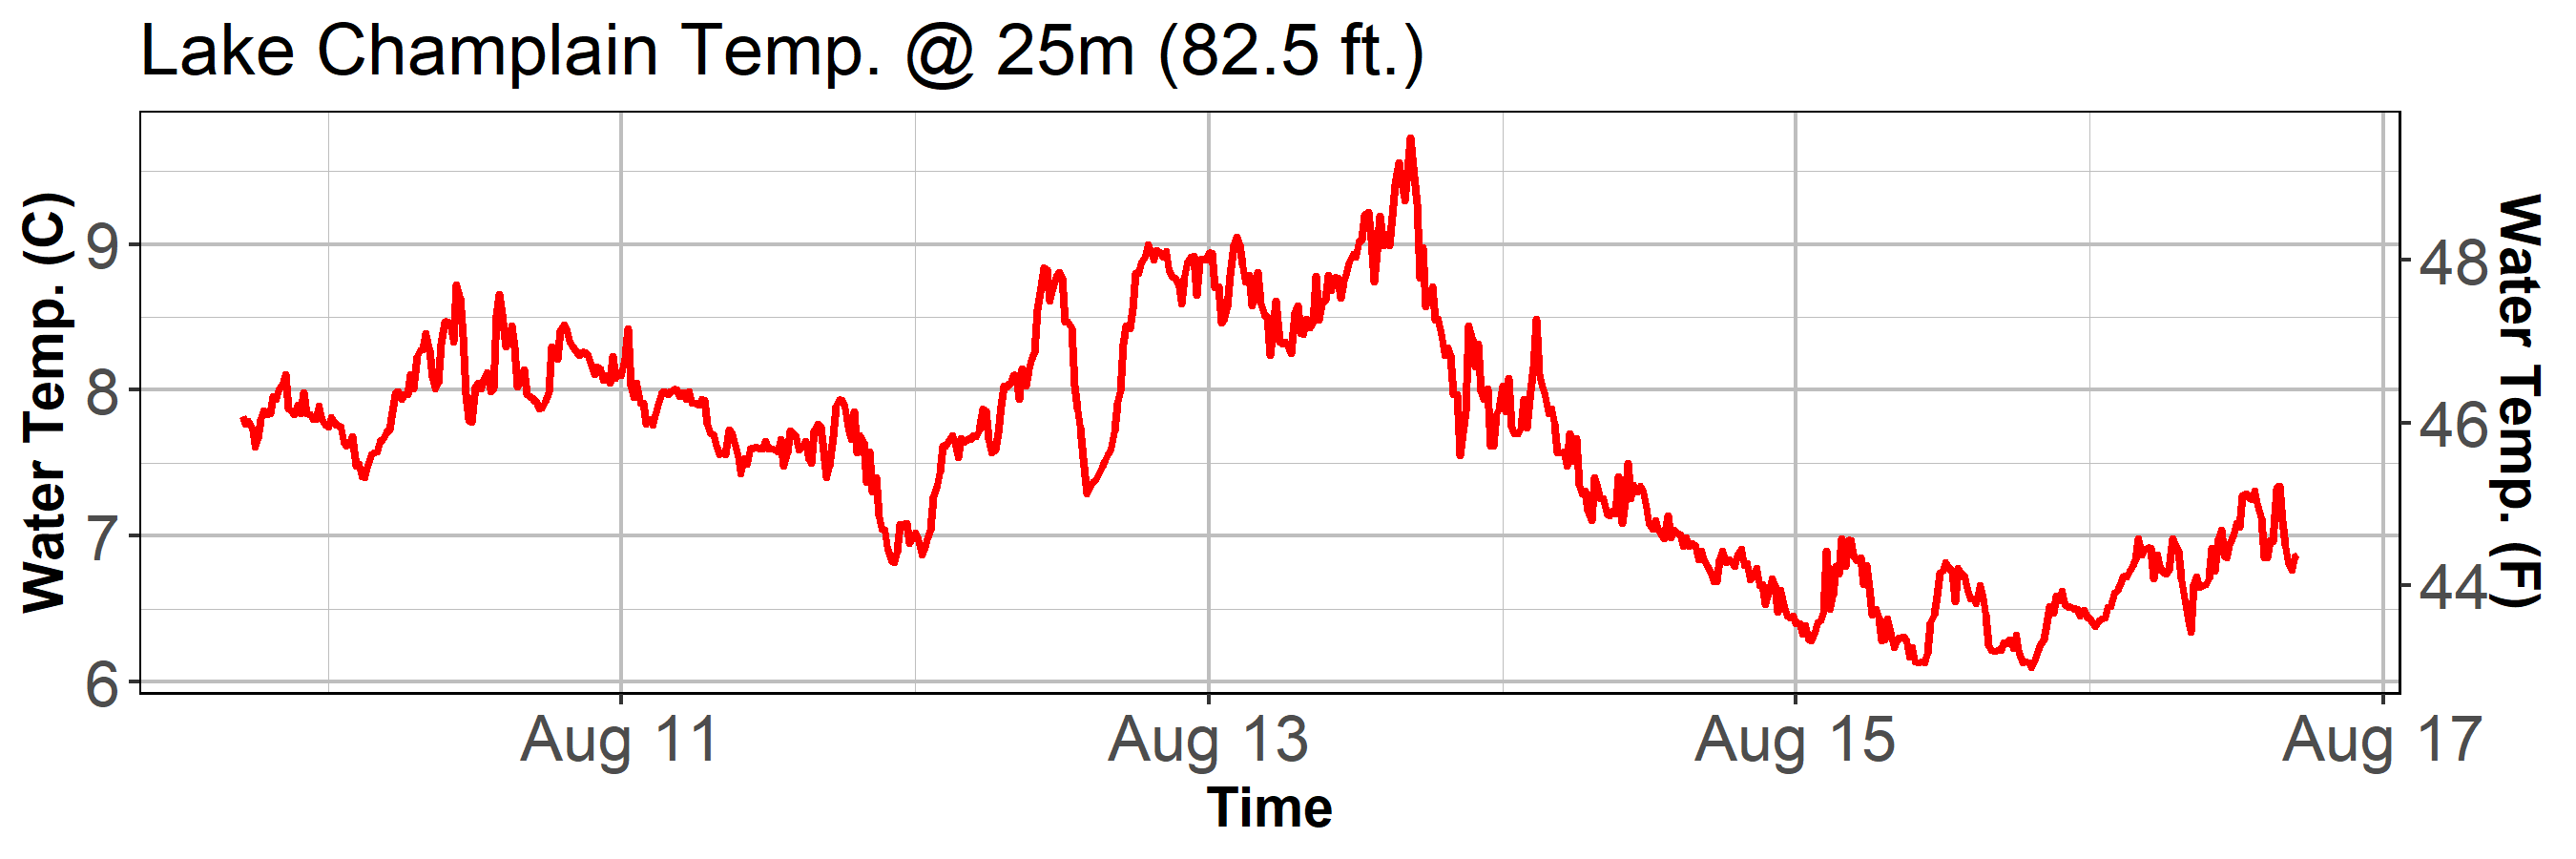 Lake Champlain Temp. @ 25m (82.5 ft.)
Water Temp. (C)
9
8
7
6
48
46
44
Water Temp. (F)
Aug 11
Aug 13
Aug 15
Aug 17
Time